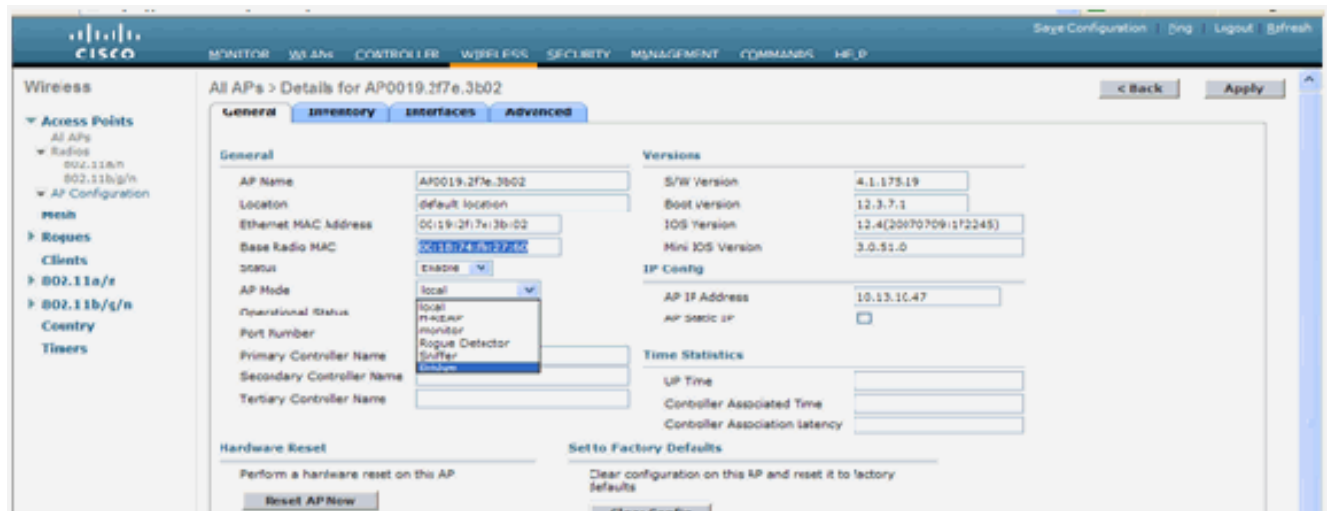 Save Configuration | Ping | Logout | Refresh
CISCO
MONITOR WLANs CONTROLLER WIRELESS SECURITY MANAGEMENT COMMANDS HELP
Wireless
All APs > Details for AP0019.2f7e.3b02
< Back
Apply
General
Inventory
Interfaces
Advanced
Access Points
All APs
Radios
802.11a/n
802.11b/g/n
AP Configuration
Mesh
Rogues
Clients
802.11a/n
802.11b/g/n
Country
Timers
General
AP Name AP0019.2f7e.3b02
Location default location
Ethernet MAC Address 00:19:2f:7e:3b:02
Base Radio MAC
Status Enable
AP Mode local
local
H-REAP
monitor
Rogue Detector
Sniffer
Bridge
Operational Status
Port Number
Primary Controller Name
Secondary Controller Name
Tertiary Controller Name
Versions
S/W Version 4.1.175.19
Boot Version 12.3.7.1
IOS Version
Mini IOS Version 3.0.51.0
IP Config
AP IP Address 10.13.10.47
AP Static IP
Time Statistics
UP Time
Controller Associated Time
Controller Association Latency
Hardware Reset
Perform a hardware reset on this AP
Reset AP Now
Set to Factory Defaults
Clear configuration on this AP and reset it to factory
defaults
Clear Config